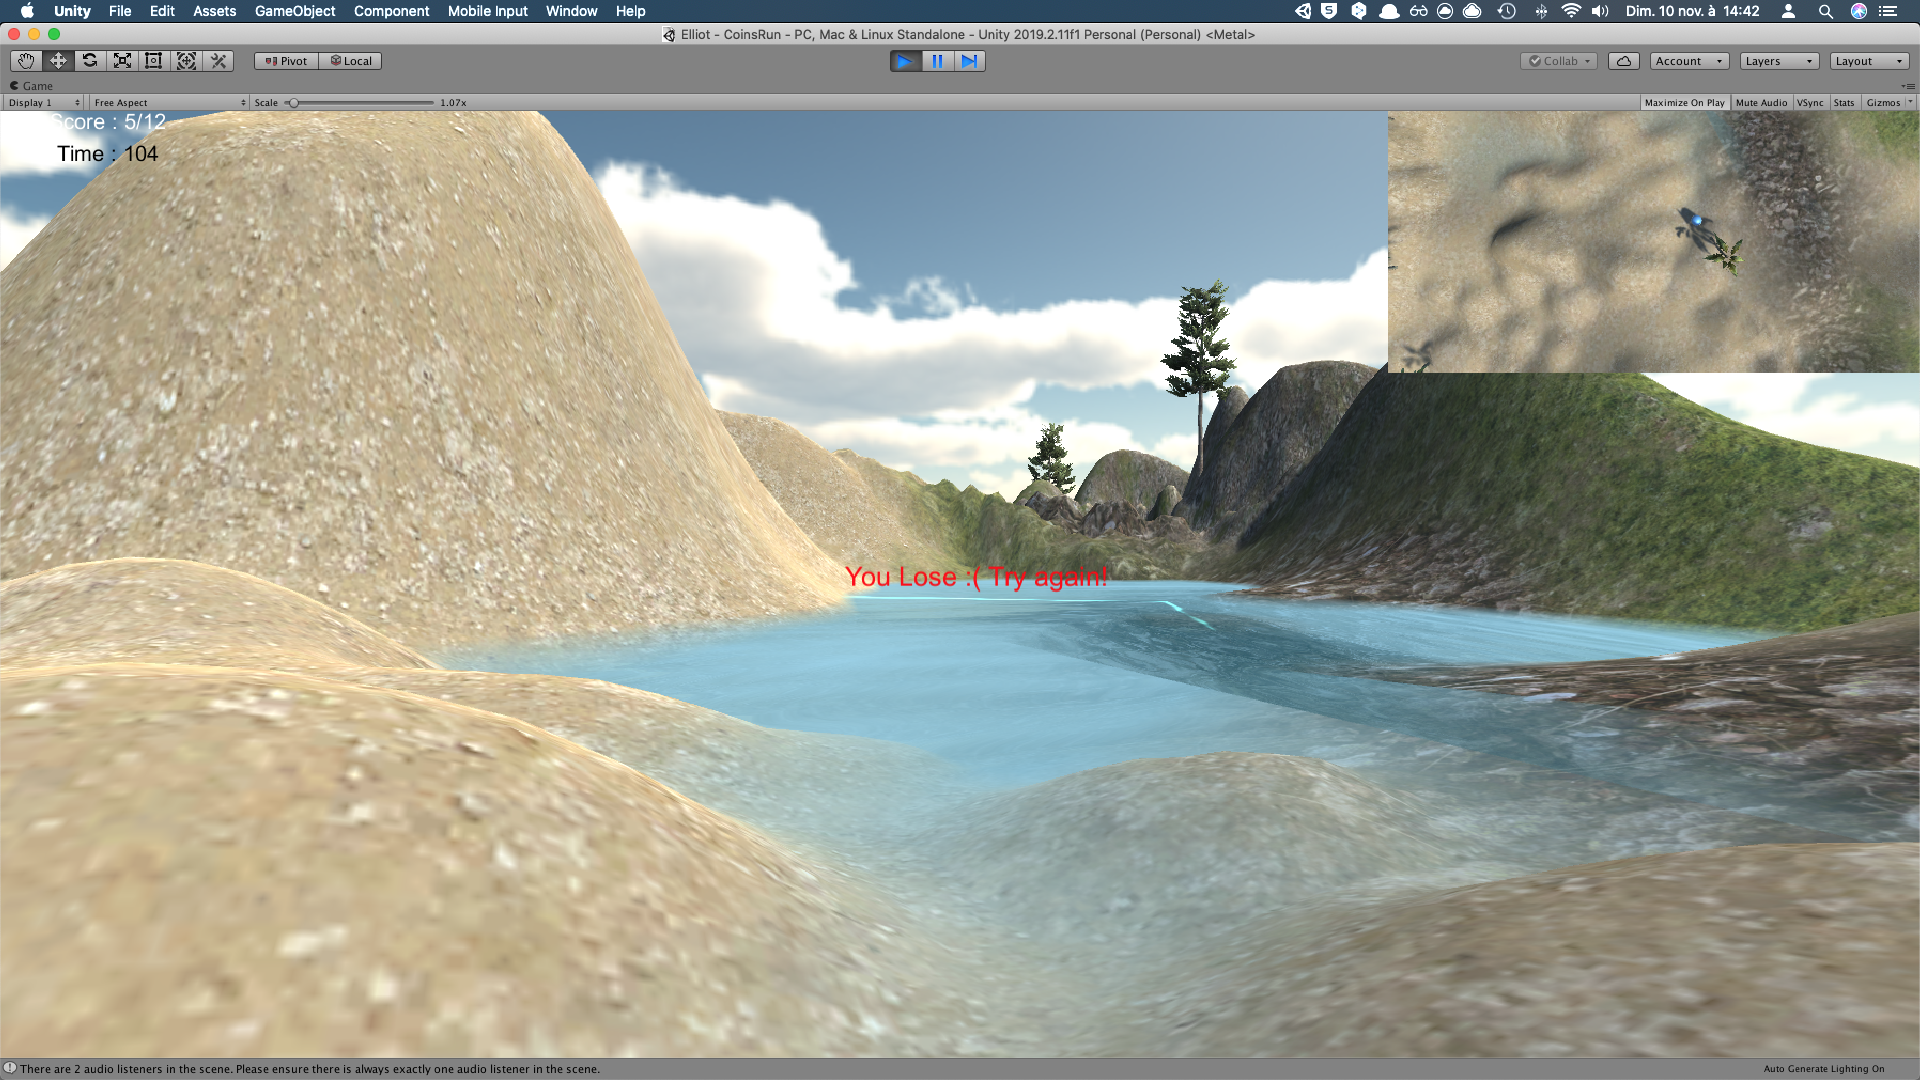 Unity File Edit Assets GameObject Component Mobile Input Window Help Dim. 10 nov. à 14:42
Elliot - CoinsRun - PC, Mac & Linux Standalone - Unity 2019.2.11f1 Personal (Personal) <Metal>
Pivot Local Collab Account Layers Layout
Game
Display 1 Free Aspect Scale 1.07x Maximize On Play Mute Audio VSync Stats Gizmos
Score : 5/12
Time : 104
You Lose :( Try again!
There are 2 audio listeners in the scene. Please ensure there is always exactly one audio listener in the scene. Auto Generate Lighting On